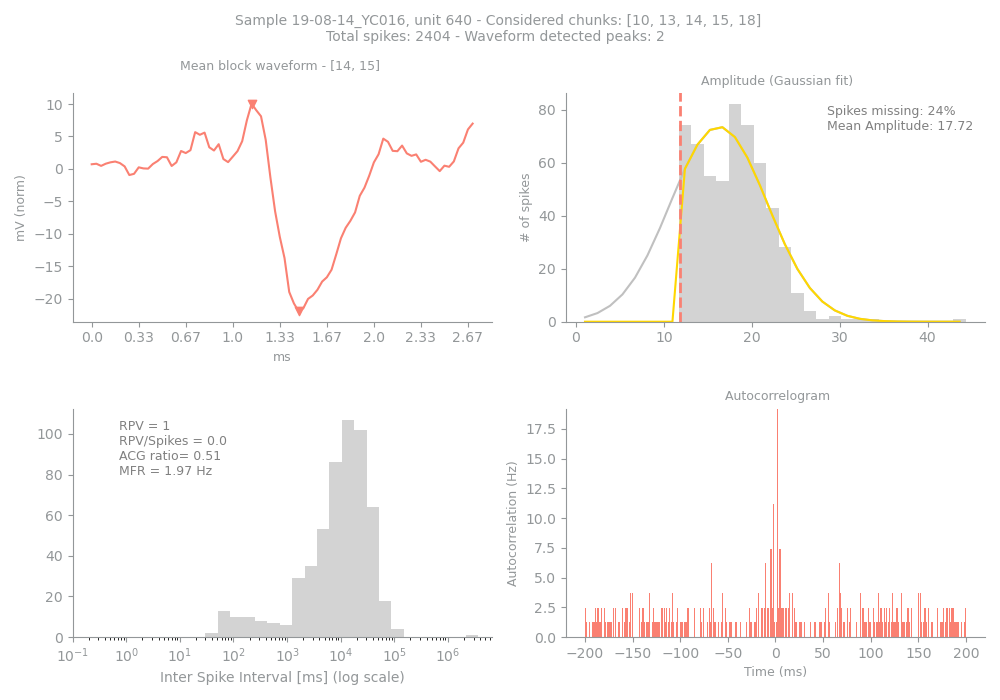 Sample 19-08-14_YC016, unit 640 - Considered chunks: [10, 13, 14, 15, 18]
Total spikes: 2404 - Waveform detected peaks: 2
Mean block waveform - [14, 15]
10
5
0
−5
−10
−15
−20
mV (norm)
0.0 0.33 0.67 1.0 1.33 1.67 2.0 2.33 2.67
ms
Amplitude (Gaussian fit)
Spikes missing: 24%
Mean Amplitude: 17.72
80
60
40
20
0
# of spikes
0 10 20 30 40
RPV = 1
RPV/Spikes = 0.0
ACG ratio= 0.51
MFR = 1.97 Hz
100
80
60
40
20
0
10⁻¹ 10⁰ 10¹ 10² 10³ 10⁴ 10⁵ 10⁶
Inter Spike Interval [ms] (log scale)
Autocorrelogram
17.5
15.0
12.5
10.0
7.5
5.0
2.5
0.0
Autocorrelation (Hz)
−200 −150 −100 −50 0 50 100 150 200
Time (ms)